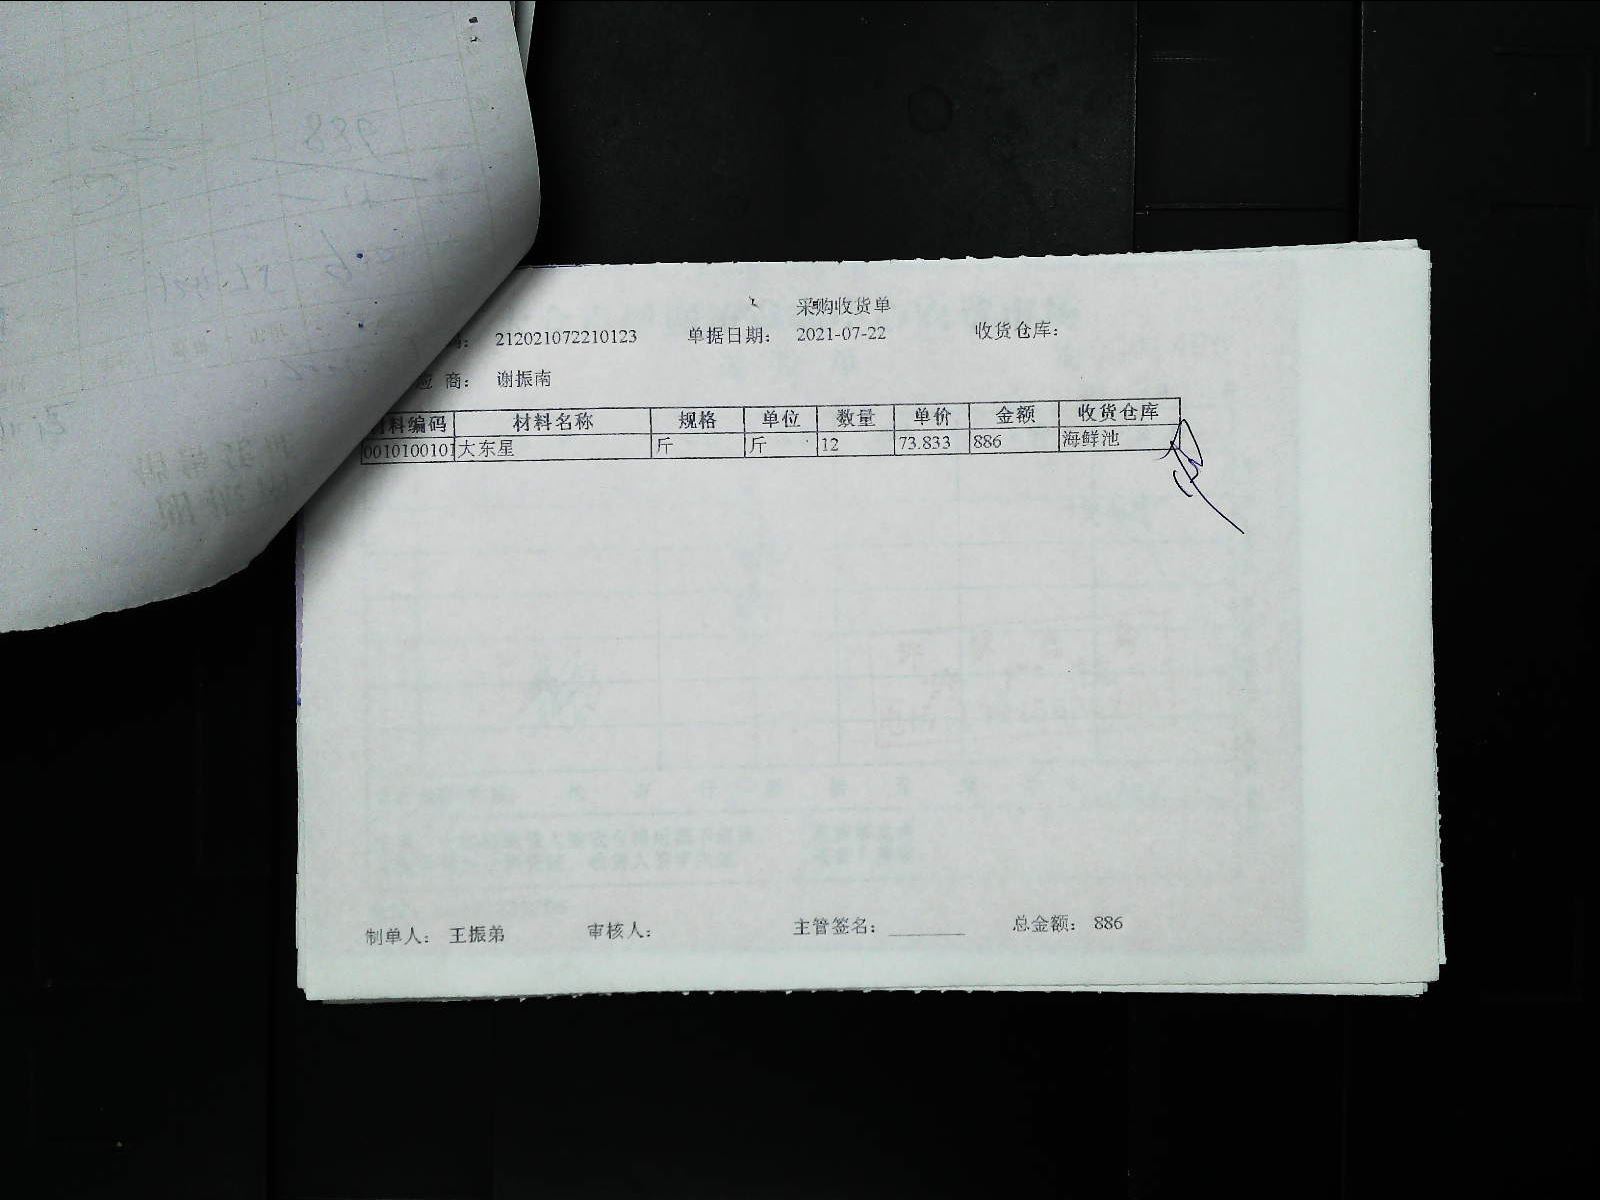 采购收货单
212021072210123 单据日期: 2021-07-22 收货仓库:
应 商: 谢振南
料编码 材料名称 规格 单位 数量 单价 金额 收货仓库
0010100101 大东星 斤 斤 12 73.833 886 海鲜池
制单人: 王振弟 审核人: 主管签名: ________ 总金额: 886